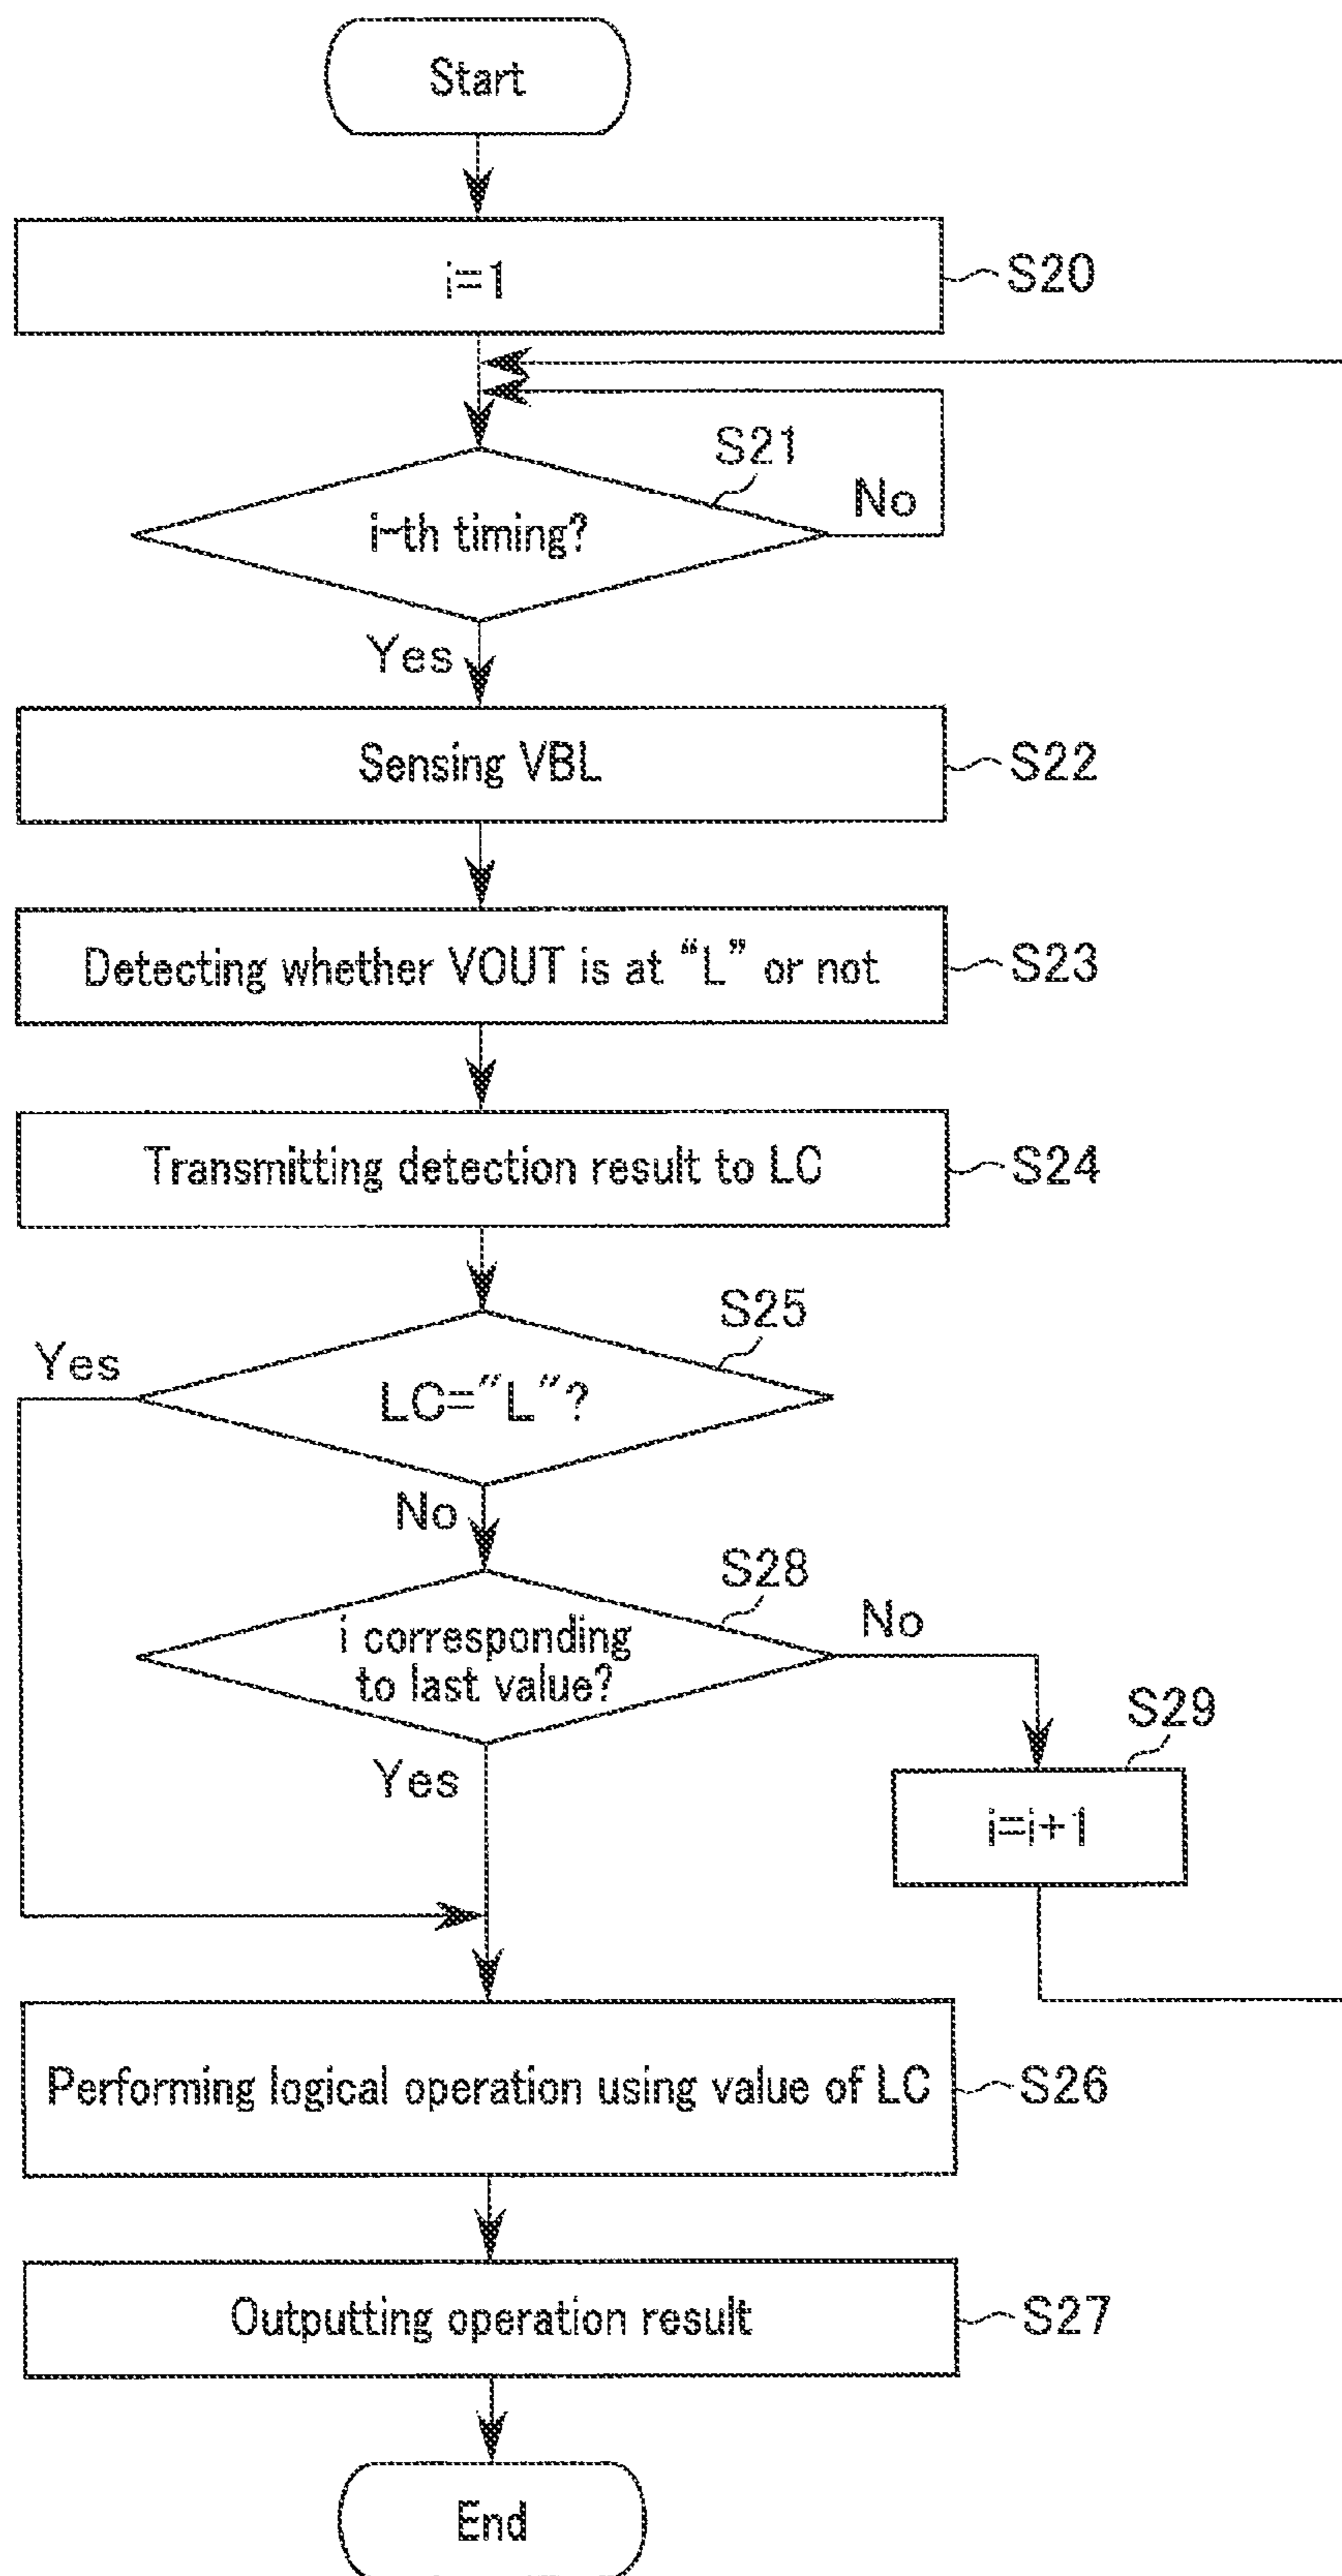 Start
i=1
S20
S21
i-th timing?
No
Yes
Sensing VBL
S22
Detecting whether VOUT is at “L” or not
S23
Transmitting detection result to LC
S24
S25
Yes
LC="L"?
No
S28
i corresponding
to last value?
No
Yes
S29
i=i+1
Performing logical operation using value of LC
S26
Outputting operation result
S27
End